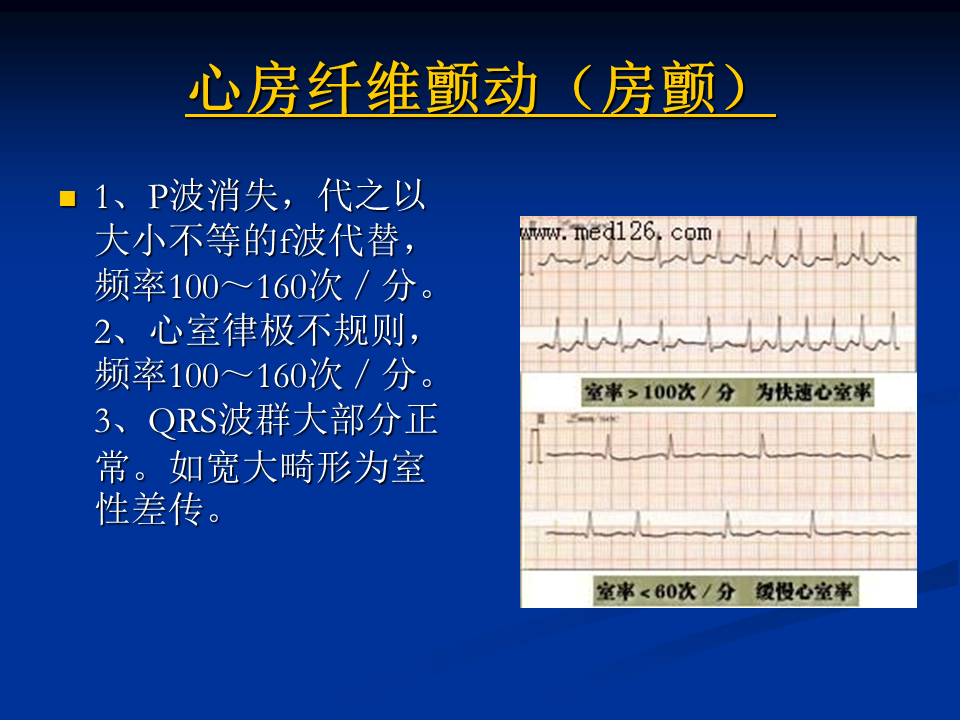 心房纤维颤动（房颤）
1、P波消失，代之以
大小不等的f波代替，
频率100～160次／分。
2、心室律极不规则，
频率100～160次／分。
3、QRS波群大部分正
常。如宽大畸形为室
性差传。
www.med126.com
室率>100次／分 为快速心室率
II
室率<60次／分 缓慢心室率